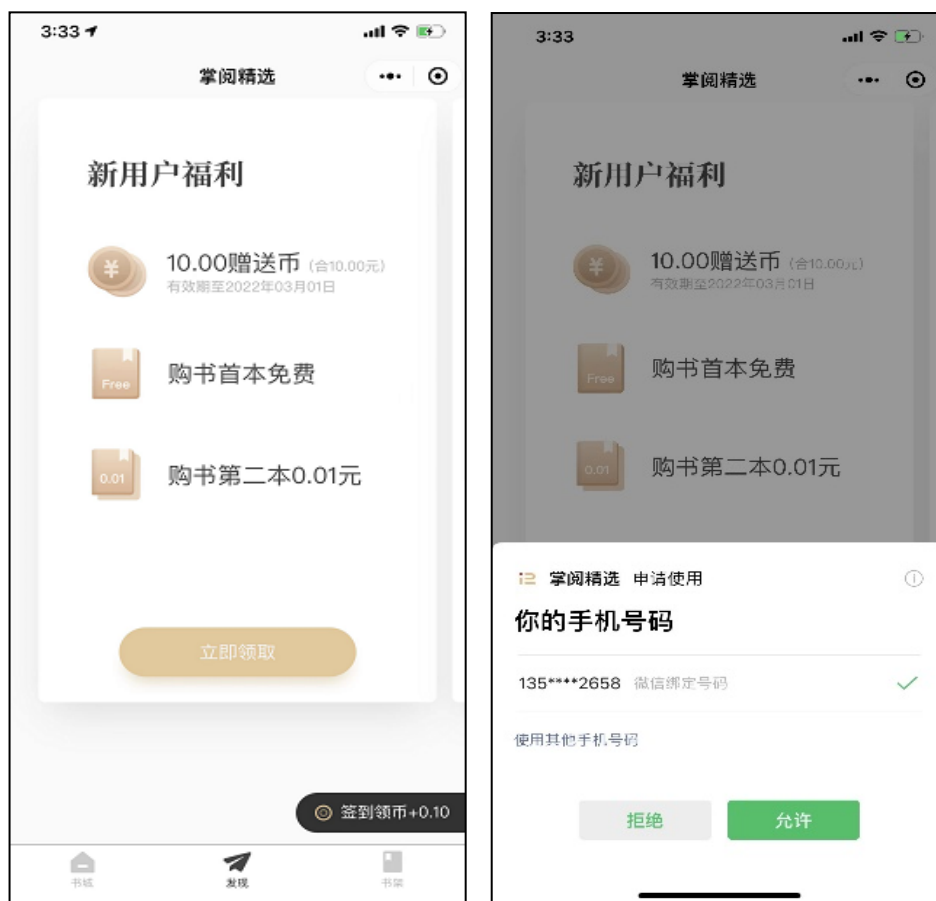 3:33
掌阅精选
新用户福利
¥
10.00赠送币 (合10.00元)
有效期至2022年03月01日
Free
购书首本免费
0.01
购书第二本0.01元
立即领取
签到领币+0.10
书城
发现
书架
3:33
掌阅精选
新用户福利
¥
10.00赠送币 (合10.00元)
有效期至2022年03月01日
Free
购书首本免费
0.01
购书第二本0.01元
掌阅精选 申请使用
你的手机号码
135****2658 微信绑定号码
使用其他手机号码
拒绝
允许